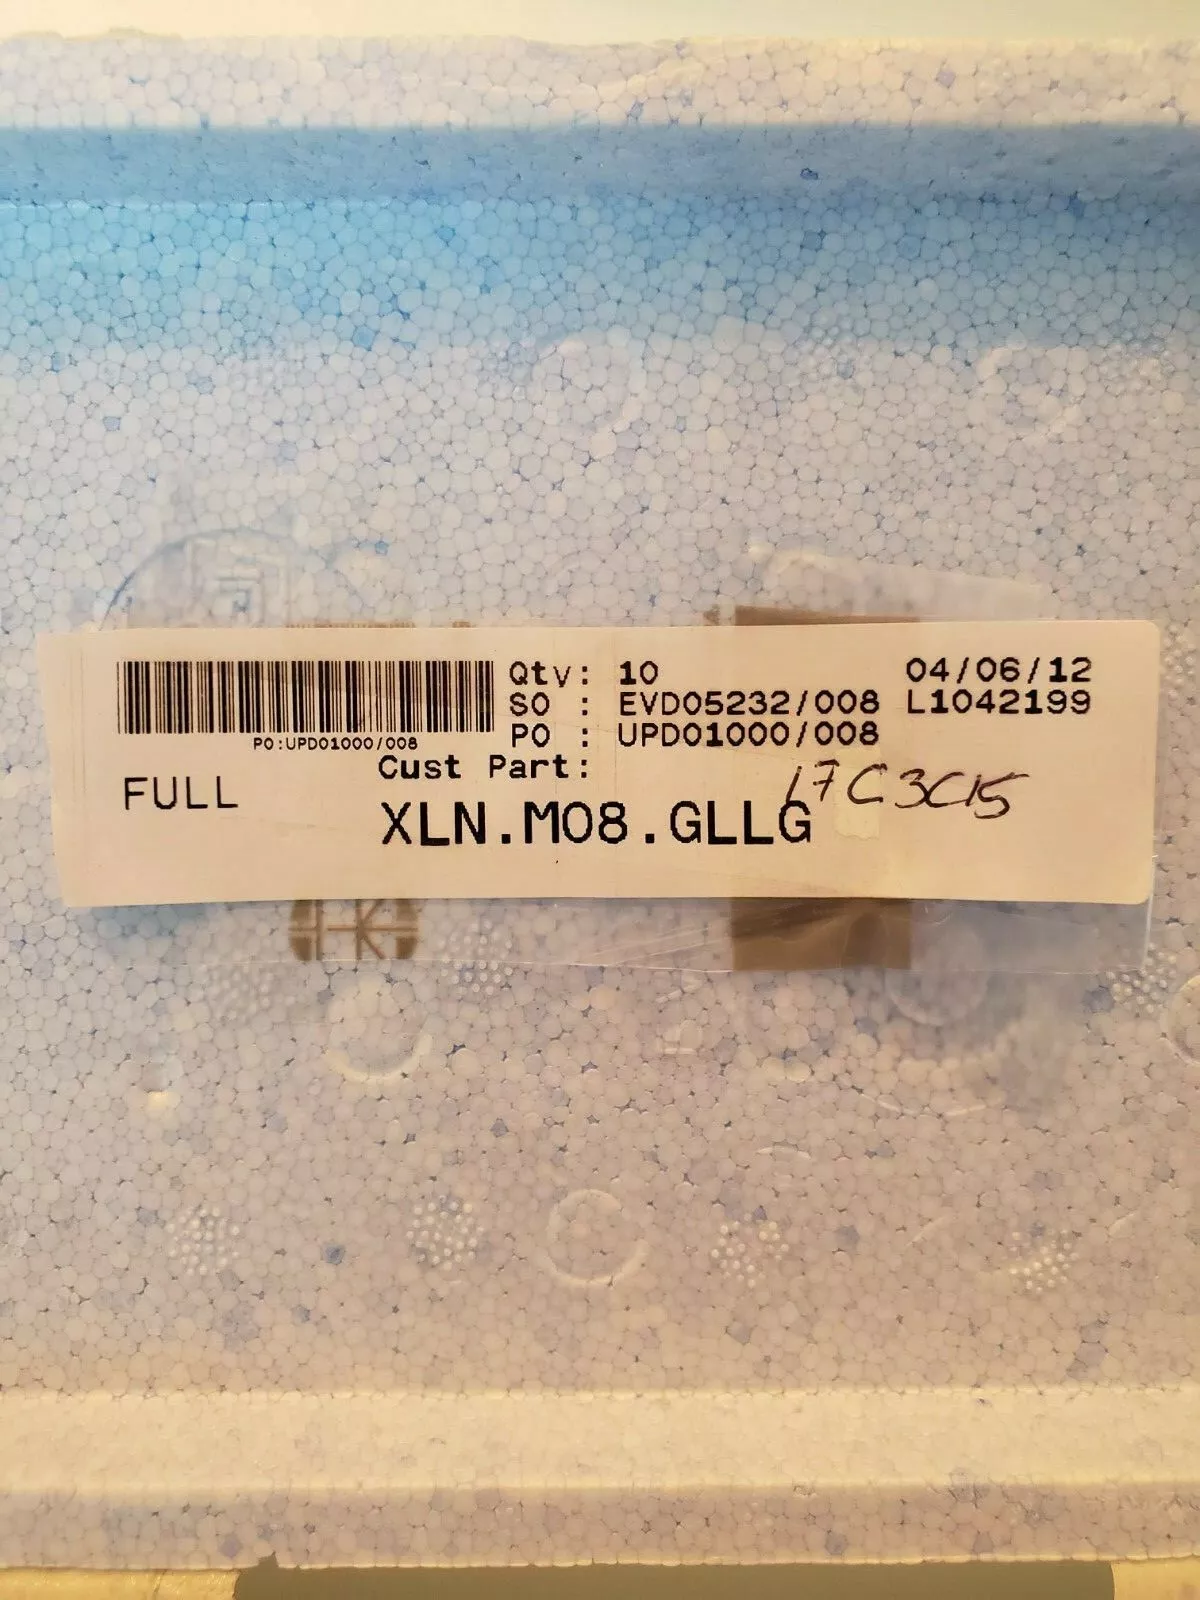 Qty: 10 04/06/12
SO : EVD05232/008 L1042199
PO : UPD01000/008
PO:UPD01000/008
Cust Part:
FULL
17C3C15
XLN.M08.GLLG